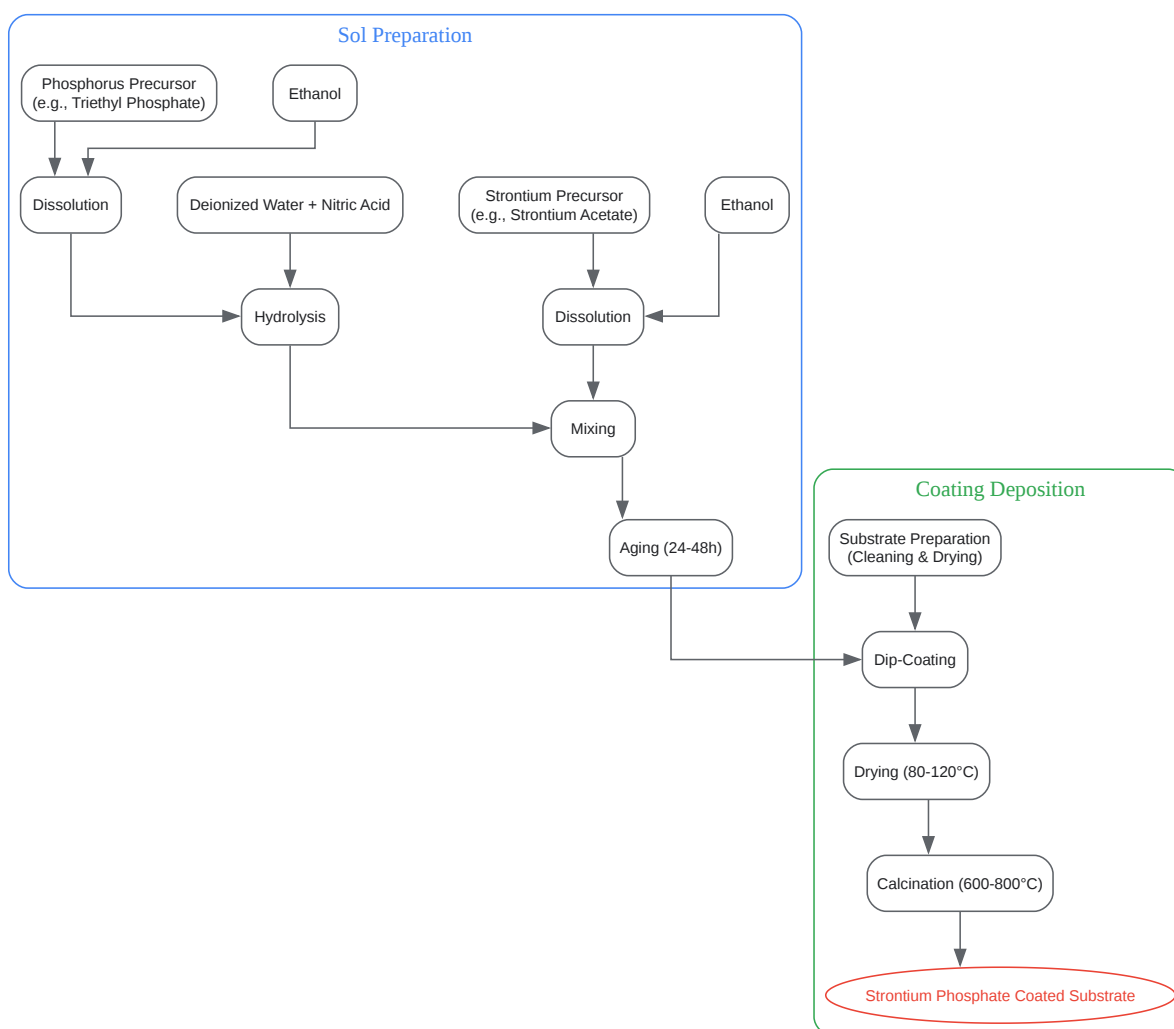 Sol Preparation
Phosphorus Precursor
(e.g., Triethyl Phosphate)
Ethanol
Dissolution
Deionized Water + Nitric Acid
Strontium Precursor
(e.g., Strontium Acetate)
Ethanol
Hydrolysis
Dissolution
Mixing
Aging (24-48h)
Coating Deposition
Substrate Preparation
(Cleaning & Drying)
Dip-Coating
Drying (80-120°C)
Calcination (600-800°C)
Strontium Phosphate Coated Substrate